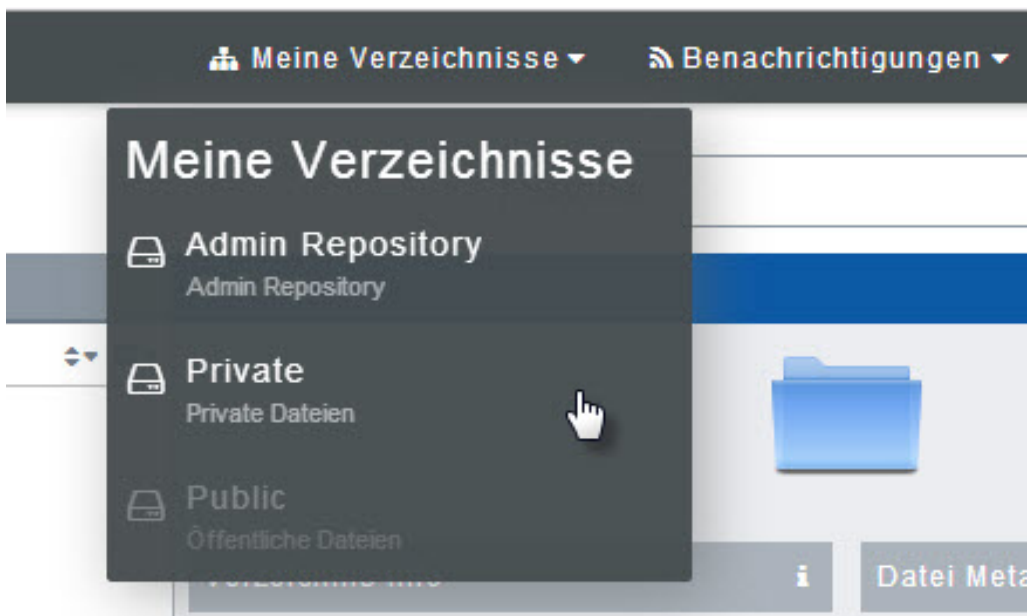 Meine Verzeichnisse
Benachrichtigungen
Meine Verzeichnisse
Admin Repository
Admin Repository
Private
Private Dateien
Public
Öffentliche Dateien
i
Datei Meta